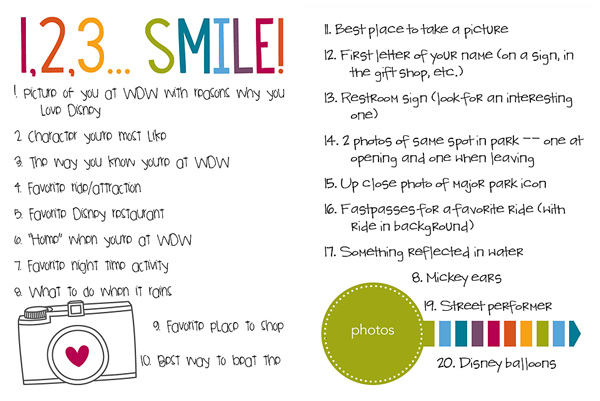 1,2,3... SMILE!
1. Picture of you at WDW with reasons why you
Love Disney
2. Character you're most like
3. The way you know you're at WDW
4. Favorite ride/attraction
5. Favorite Disney restaurant
6. "Home" when you're at WDW
7. Favorite night time activity
8. What to do when it rains
9. Favorite place to shop
10. Best way to beat the
11. Best place to take a picture
12. First letter of your name (on a sign, in
the gift shop, etc.)
13. Restroom sign (look for an interesting
one)
14. 2 photos of same spot in park -- one at
opening and one when leaving
15. Up close photo of major park icon
16. Fastpasses for a favorite ride (with
ride in background)
17. Something reflected in water
8. Mickey ears
19. Street performer
photos
20. Disney balloons